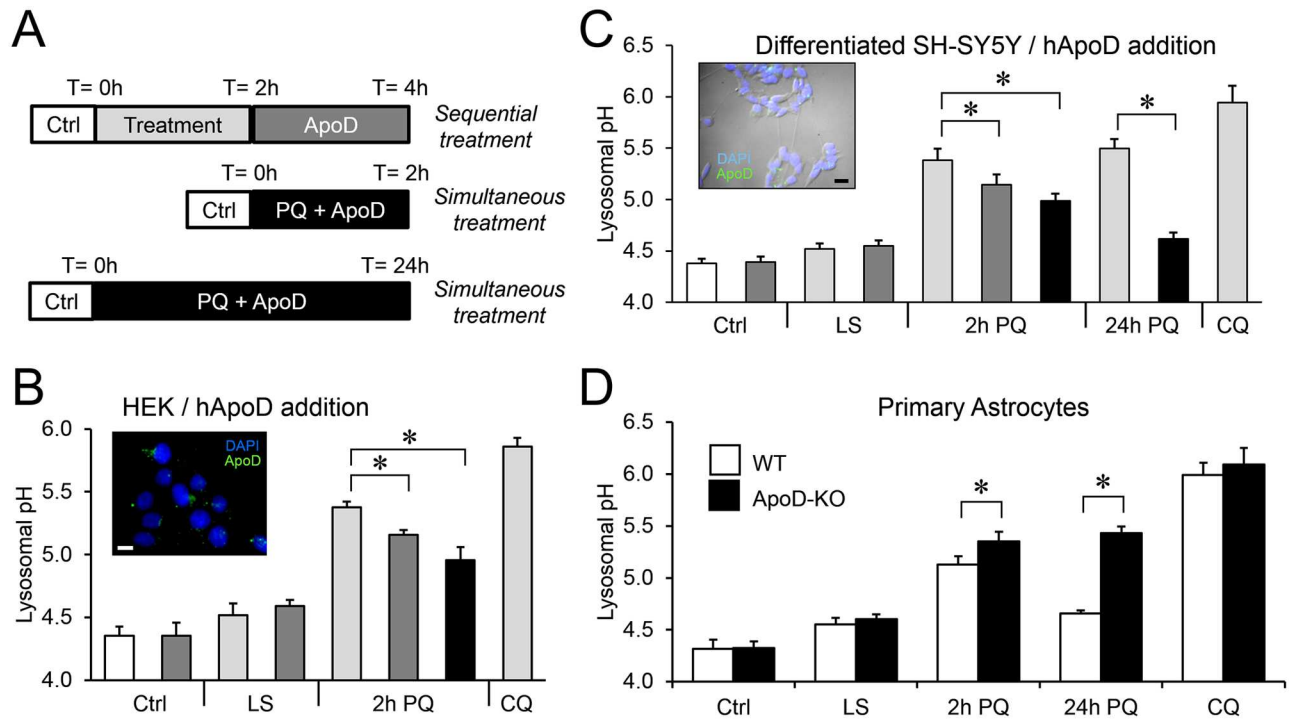 A
T= 0h T= 2h T= 4h
Ctrl Treatment ApoD Sequential
treatment
T= 0h T= 2h
Ctrl PQ + ApoD Simultaneous
treatment
T= 0h T= 24h
Ctrl PQ + ApoD Simultaneous
treatment
B
HEK / hApoD addition
Lysosomal pH
6.0
5.5
5.0
4.5
4.0
DAPI
ApoD
*
*
Ctrl LS 2h PQ CQ
C
Differentiated SH-SY5Y / hApoD addition
Lysosomal pH
6.5
6.0
5.5
5.0
4.5
4.0
DAPI
ApoD
*
* *
Ctrl LS 2h PQ 24h PQ CQ
D
Primary Astrocytes
Lysosomal pH
6.5
6.0
5.5
5.0
4.5
4.0
WT
ApoD-KO
* *
Ctrl LS 2h PQ 24h PQ CQ